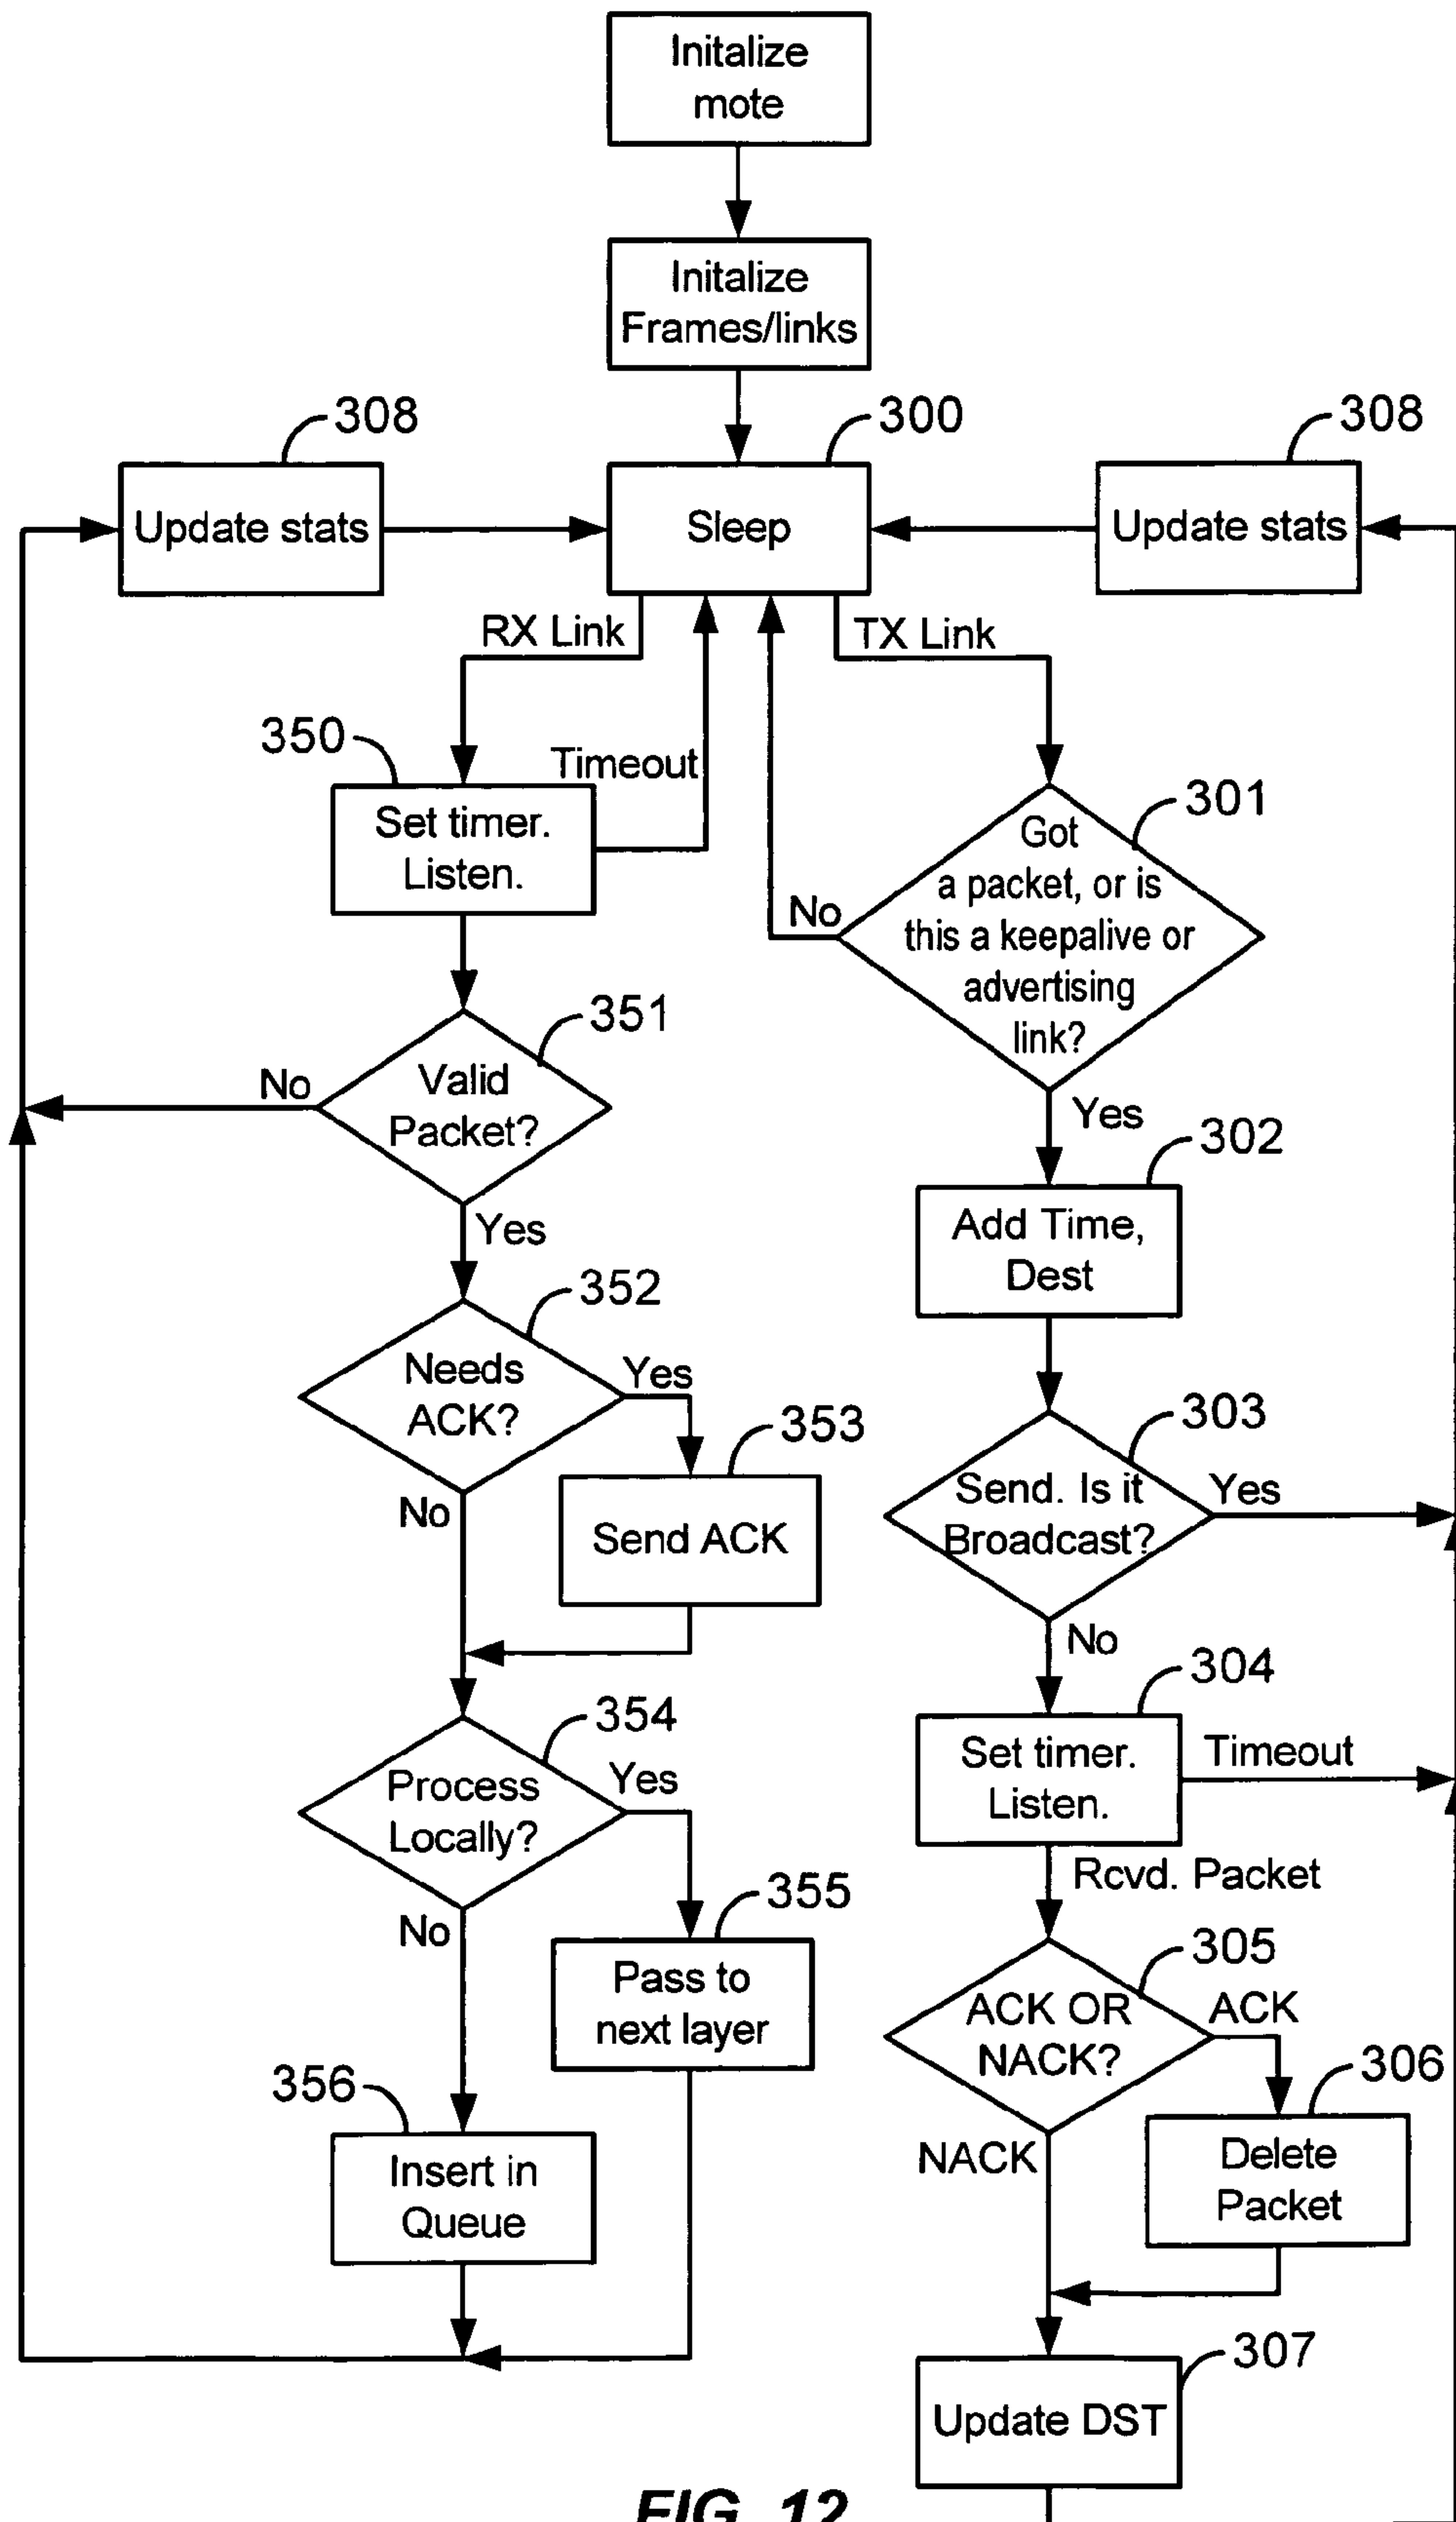 Initalize
mote
Initalize
Frames/links
308
300
308
Update stats
Sleep
Update stats
RX Link
TX Link
350
Timeout
Set timer.
Listen.
301
Got
a packet, or is
this a keepalive or
advertising
link?
No
351
Valid
Packet?
No
Yes
Yes
302
Add Time,
Dest
352
Needs
ACK?
Yes
No
353
Send ACK
303
Send. Is it
Broadcast?
Yes
No
304
Set timer.
Listen.
Timeout
Rcvd. Packet
354
Process
Locally?
Yes
No
355
Pass to
next layer
305
ACK OR
NACK?
ACK
NACK
306
Delete
Packet
356
Insert in
Queue
307
Update DST
FIG. 12